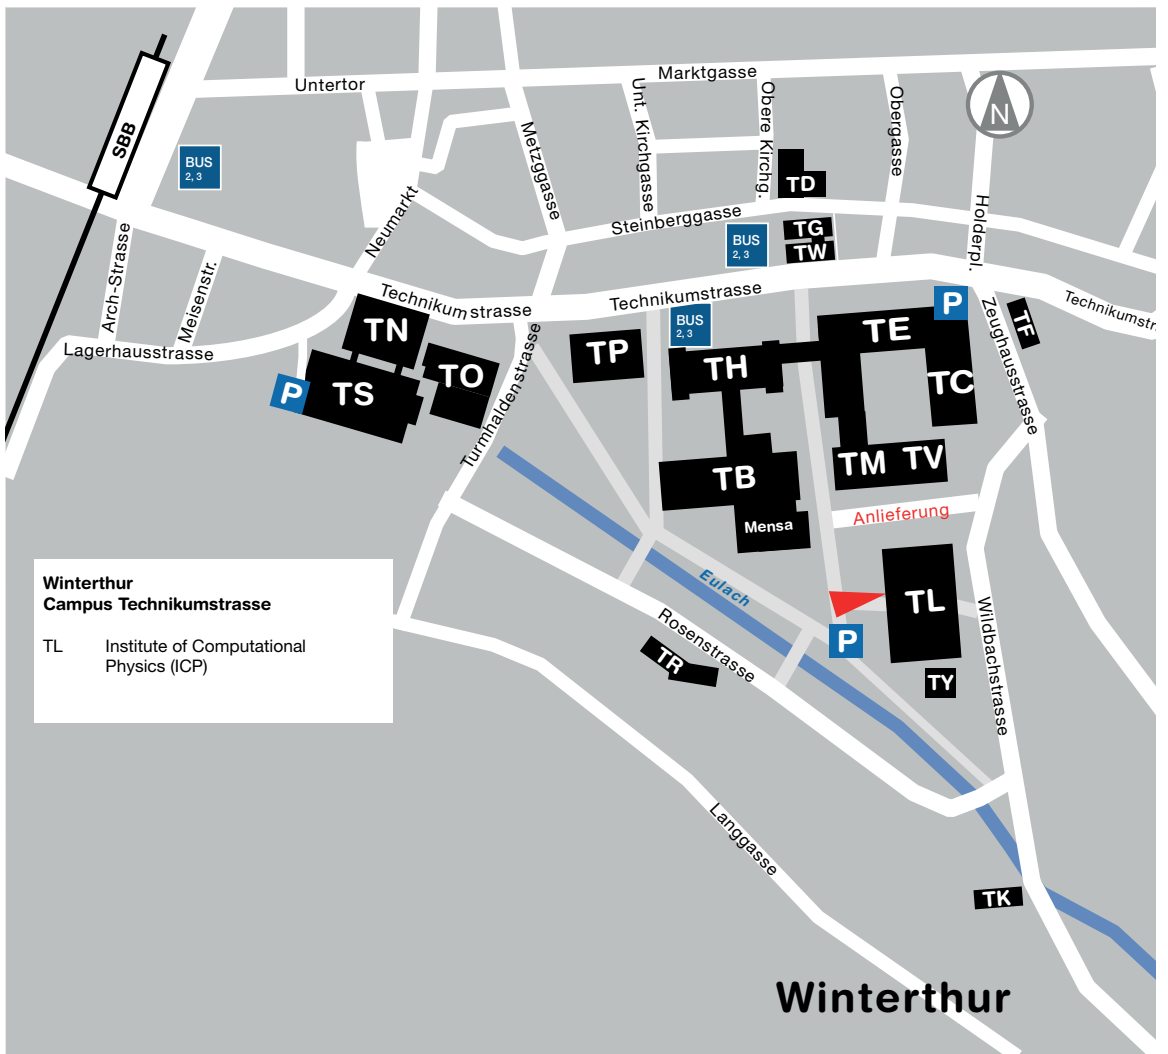 Untertor
Marktgasse
SBB
BUS
2, 3
Metzggasse
Unt. Kirchgasse
Obere Kirchg.
Obergasse
N
TD
Neumarkt
Steinberggasse
Holderpl.
TG
TW
BUS
2, 3
Arch-Strasse
Meisenstr.
Lagerhausstrasse
Technikumstrasse
Technikumstrasse
Technikumstr
BUS
2, 3
P
Zeughausstrasse
TF
TN
TO
TS
P
TP
TH
TE
TC
Turmhaldenstrasse
TB
TM
TV
Mensa
Anlieferung
Eulach
TL
P
TY
Wildbachstrasse
Rosenstrasse
TR
Winterthur
Campus Technikumstrasse
TL Institute of Computational
Physics (ICP)
Langgasse
TK
Winterthur